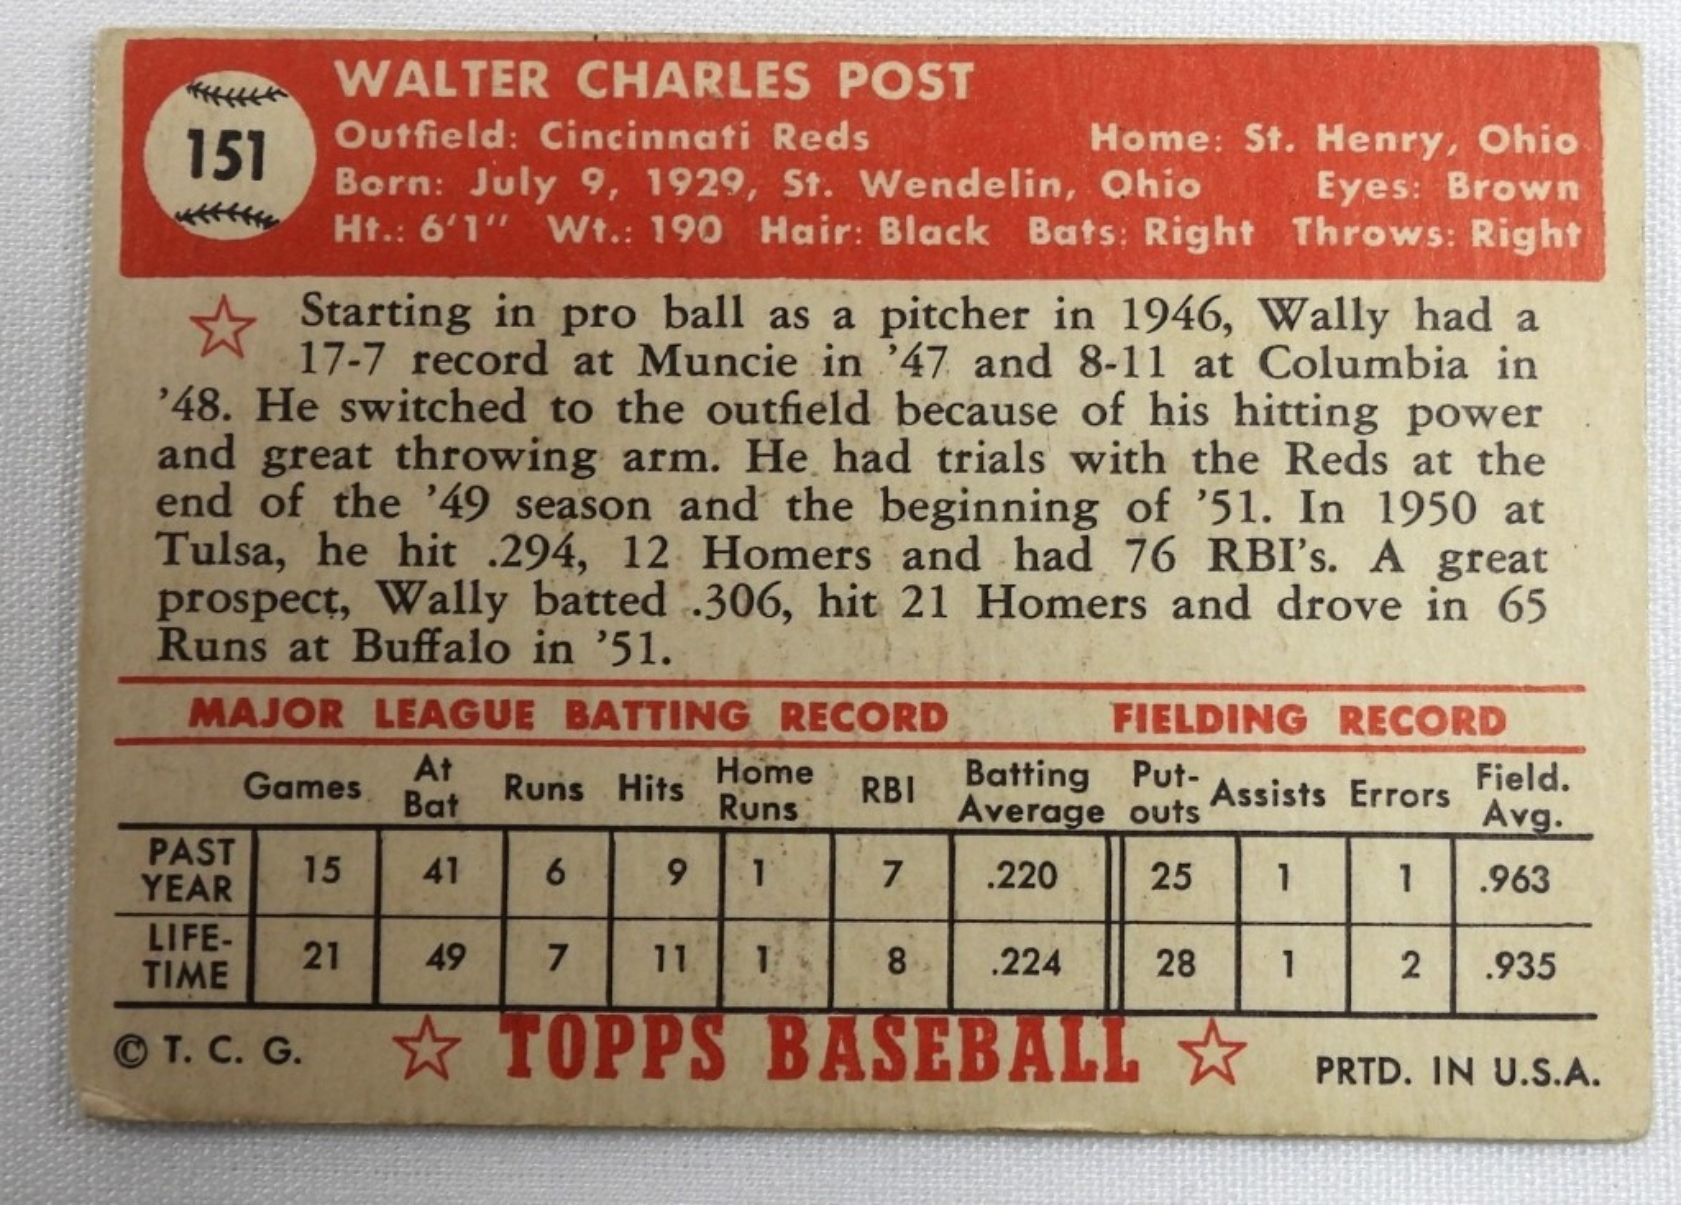 151
WALTER CHARLES POST
Outfield: Cincinnati Reds Home: St. Henry, Ohio
Born: July 9, 1929, St. Wendelin, Ohio Eyes: Brown
Ht.: 6'1" Wt.: 190 Hair: Black Bats: Right Throws: Right
Starting in pro ball as a pitcher in 1946, Wally had a
17-7 record at Muncie in ’47 and 8-11 at Columbia in
’48. He switched to the outfield because of his hitting power
and great throwing arm. He had trials with the Reds at the
end of the ’49 season and the beginning of ’51. In 1950 at
Tulsa, he hit .294, 12 Homers and had 76 RBI’s. A great
prospect, Wally batted .306, hit 21 Homers and drove in 65
Runs at Buffalo in ’51.
MAJOR LEAGUE BATTING RECORD FIELDING RECORD
Games At Bat Runs Hits Home Runs RBI Batting Average Put-outs Assists Errors Field. Avg.
PAST YEAR 15 41 6 9 1 7 .220 25 1 1 .963
LIFE-TIME 21 49 7 11 1 8 .224 28 1 2 .935
© T. C. G. TOPPS BASEBALL PRTD. IN U.S.A.